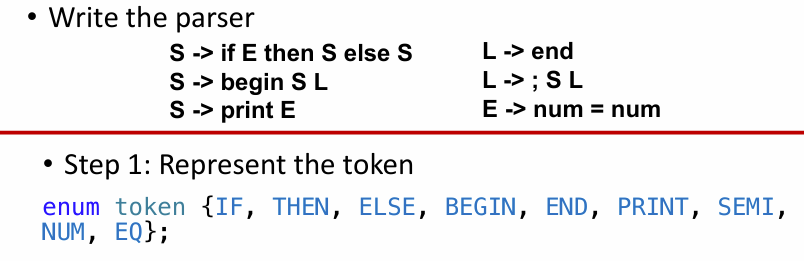 • Write the parser
S -> if E then S else S L -> end
S -> begin S L L -> ; S L
S -> print E E -> num = num
• Step 1: Represent the token
enum token {IF, THEN, ELSE, BEGIN, END, PRINT, SEMI,
NUM, EQ};